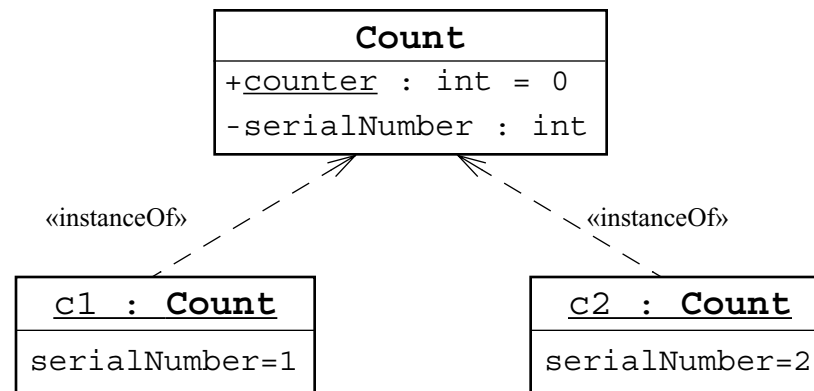 Count
+counter : int = 0
-serialNumber : int
«instanceOf»
«instanceOf»
c1 : Count
serialNumber=1
c2 : Count
serialNumber=2